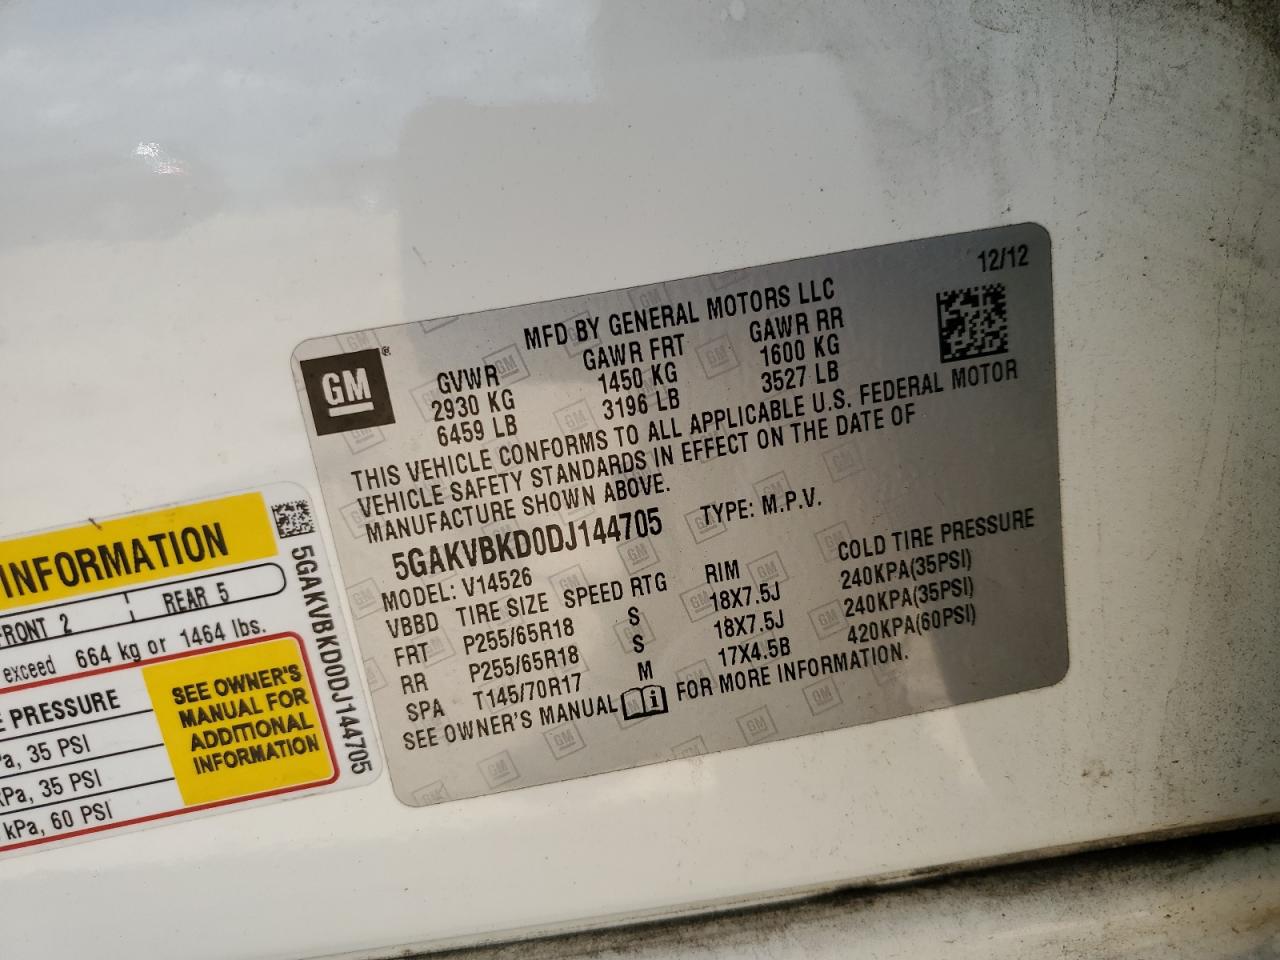 12/12
MFD BY GENERAL MOTORS LLC
GM®
GVWR GAWR FRT GAWR RR
2930 KG 1450 KG 1600 KG
6459 LB 3196 LB 3527 LB
THIS VEHICLE CONFORMS TO ALL APPLICABLE U.S. FEDERAL MOTOR
VEHICLE SAFETY STANDARDS IN EFFECT ON THE DATE OF
MANUFACTURE SHOWN ABOVE.
5GAKVBKD0DJ144705 TYPE: M.P.V.
MODEL: V14526
VBBD TIRE SIZE SPEED RTG RIM COLD TIRE PRESSURE
FRT P255/65R18 S 18X7.5J 240KPA(35PSI)
RR P255/65R18 S 18X7.5J 240KPA(35PSI)
SPA T145/70R17 M 17X4.5B 420KPA(60PSI)
SEE OWNER'S MANUAL FOR MORE INFORMATION.
INFORMATION
FRONT 2 REAR 5
exceed 664 kg or 1464 lbs.
E PRESSURE
Pa, 35 PSI
kPa, 35 PSI
kPa, 60 PSI
SEE OWNER'S
MANUAL FOR
ADDITIONAL
INFORMATION
5GAKVBKD0DJ144705